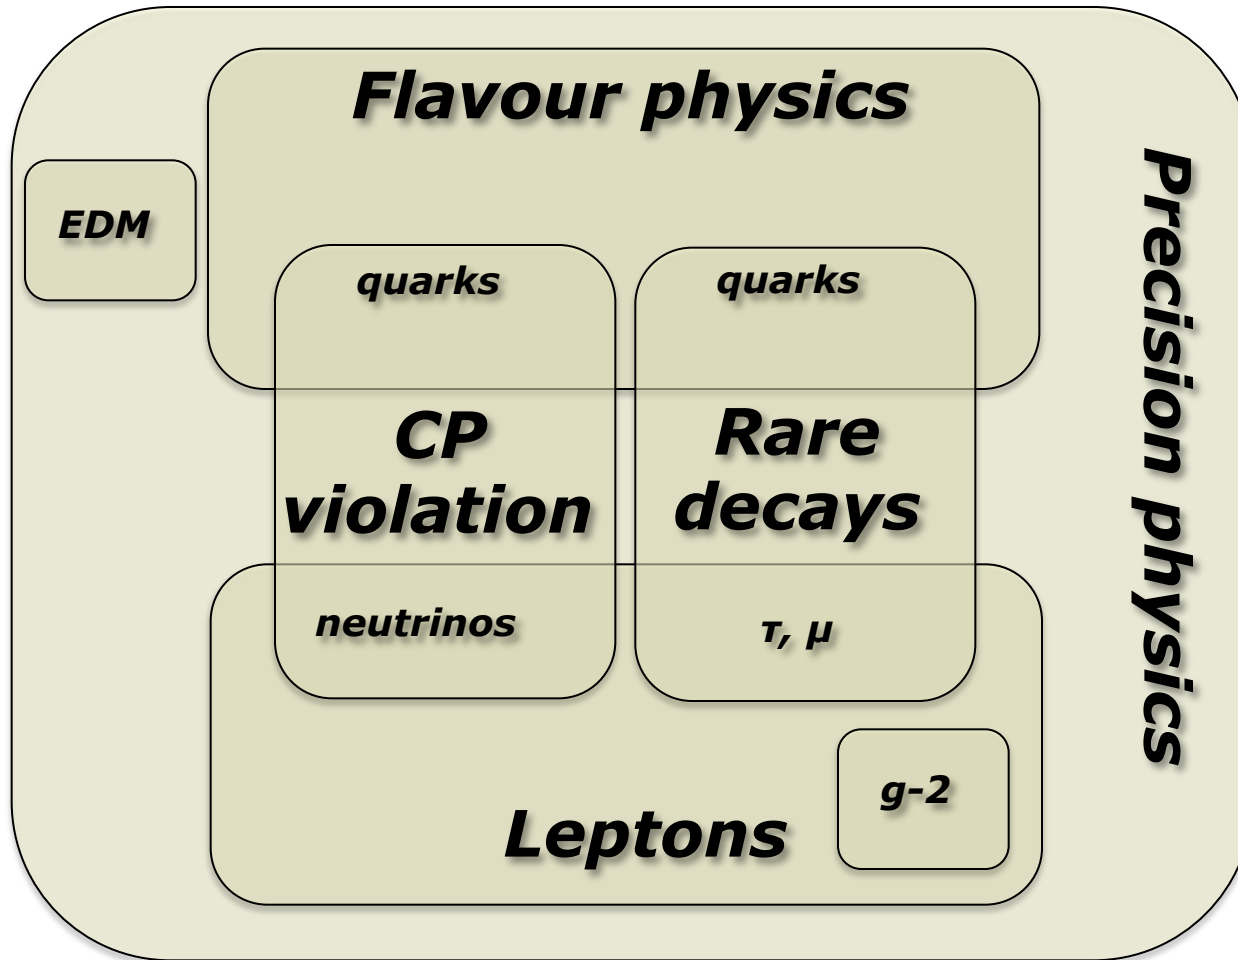 Flavour physics
EDM
quarks
quarks
CP
violation
Rare
decays
neutrinos
τ, μ
g-2
Leptons
Precision physics